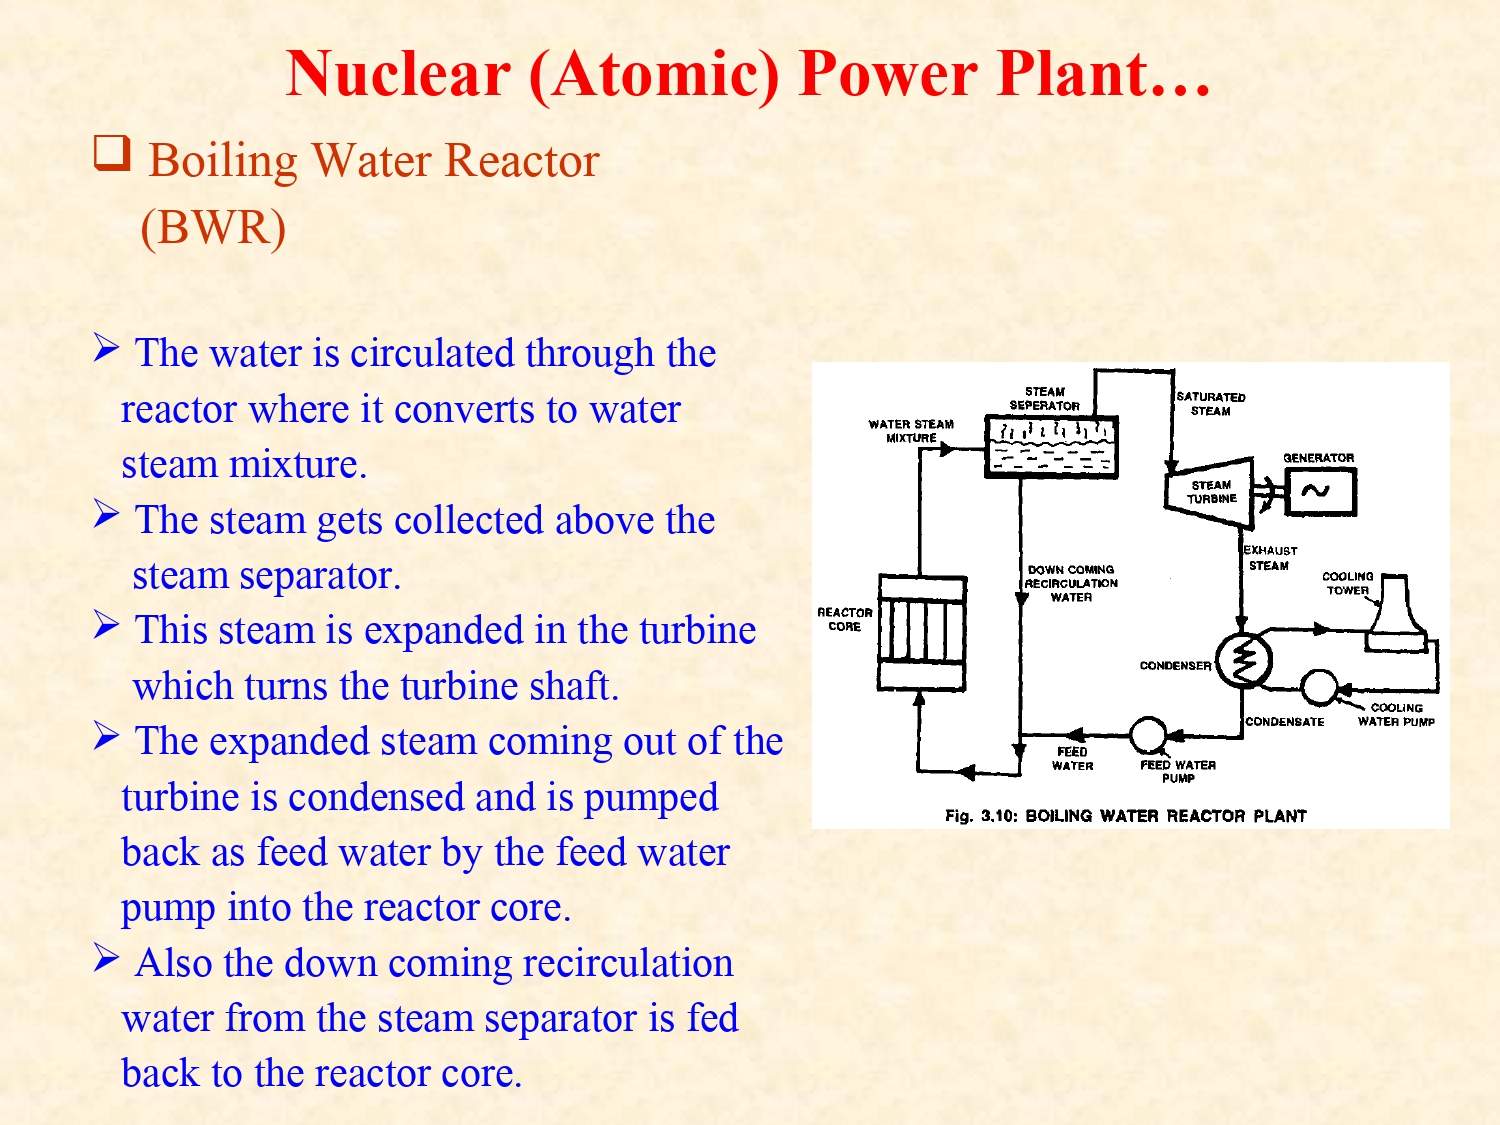 Nuclear (Atomic) Power Plant…
Boiling Water Reactor
(BWR)
The water is circulated through the
reactor where it converts to water
steam mixture.
The steam gets collected above the
steam separator.
This steam is expanded in the turbine
which turns the turbine shaft.
The expanded steam coming out of the
turbine is condensed and is pumped
back as feed water by the feed water
pump into the reactor core.
Also the down coming recirculation
water from the steam separator is fed
back to the reactor core.
STEAM
SEPERATOR
SATURATED
STEAM
WATER STEAM
MIXTURE
GENERATOR
STEAM
TURBINE
EXHAUST
STEAM
DOWN COMING
RECIRCULATION
WATER
COOLING
TOWER
REACTOR
CORE
CONDENSER
COOLING
WATER PUMP
CONDENSATE
FEED
WATER
FEED WATER
PUMP
Fig. 3.10: BOILING WATER REACTOR PLANT